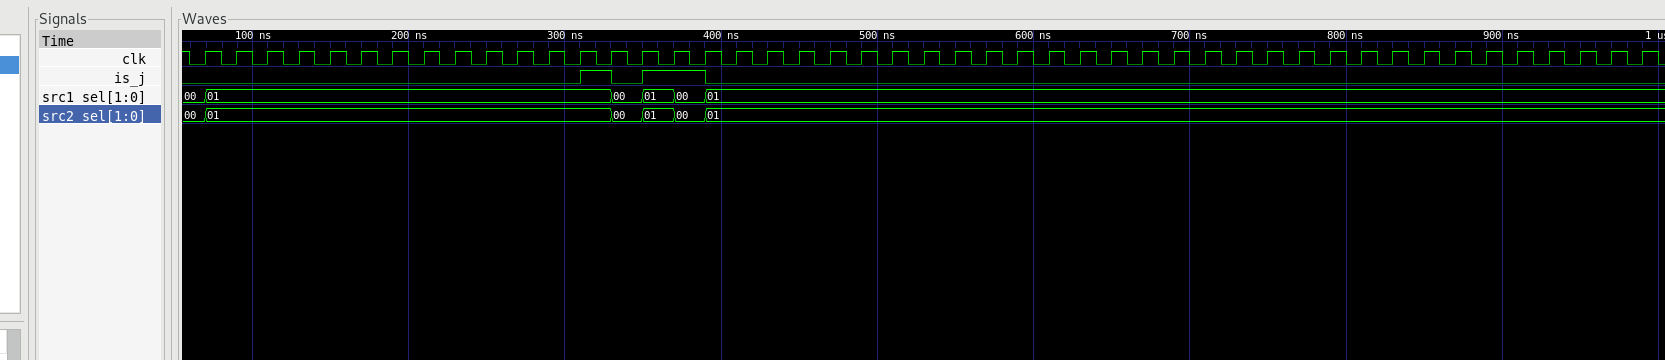 Signals
Waves
Time
100 ns 200 ns 300 ns 400 ns 500 ns 600 ns 700 ns 800 ns 900 ns 1 us
clk
is_j
src1_sel[1:0] 00 01 00 01 00 01
src2_sel[1:0] 00 01 00 01 00 01